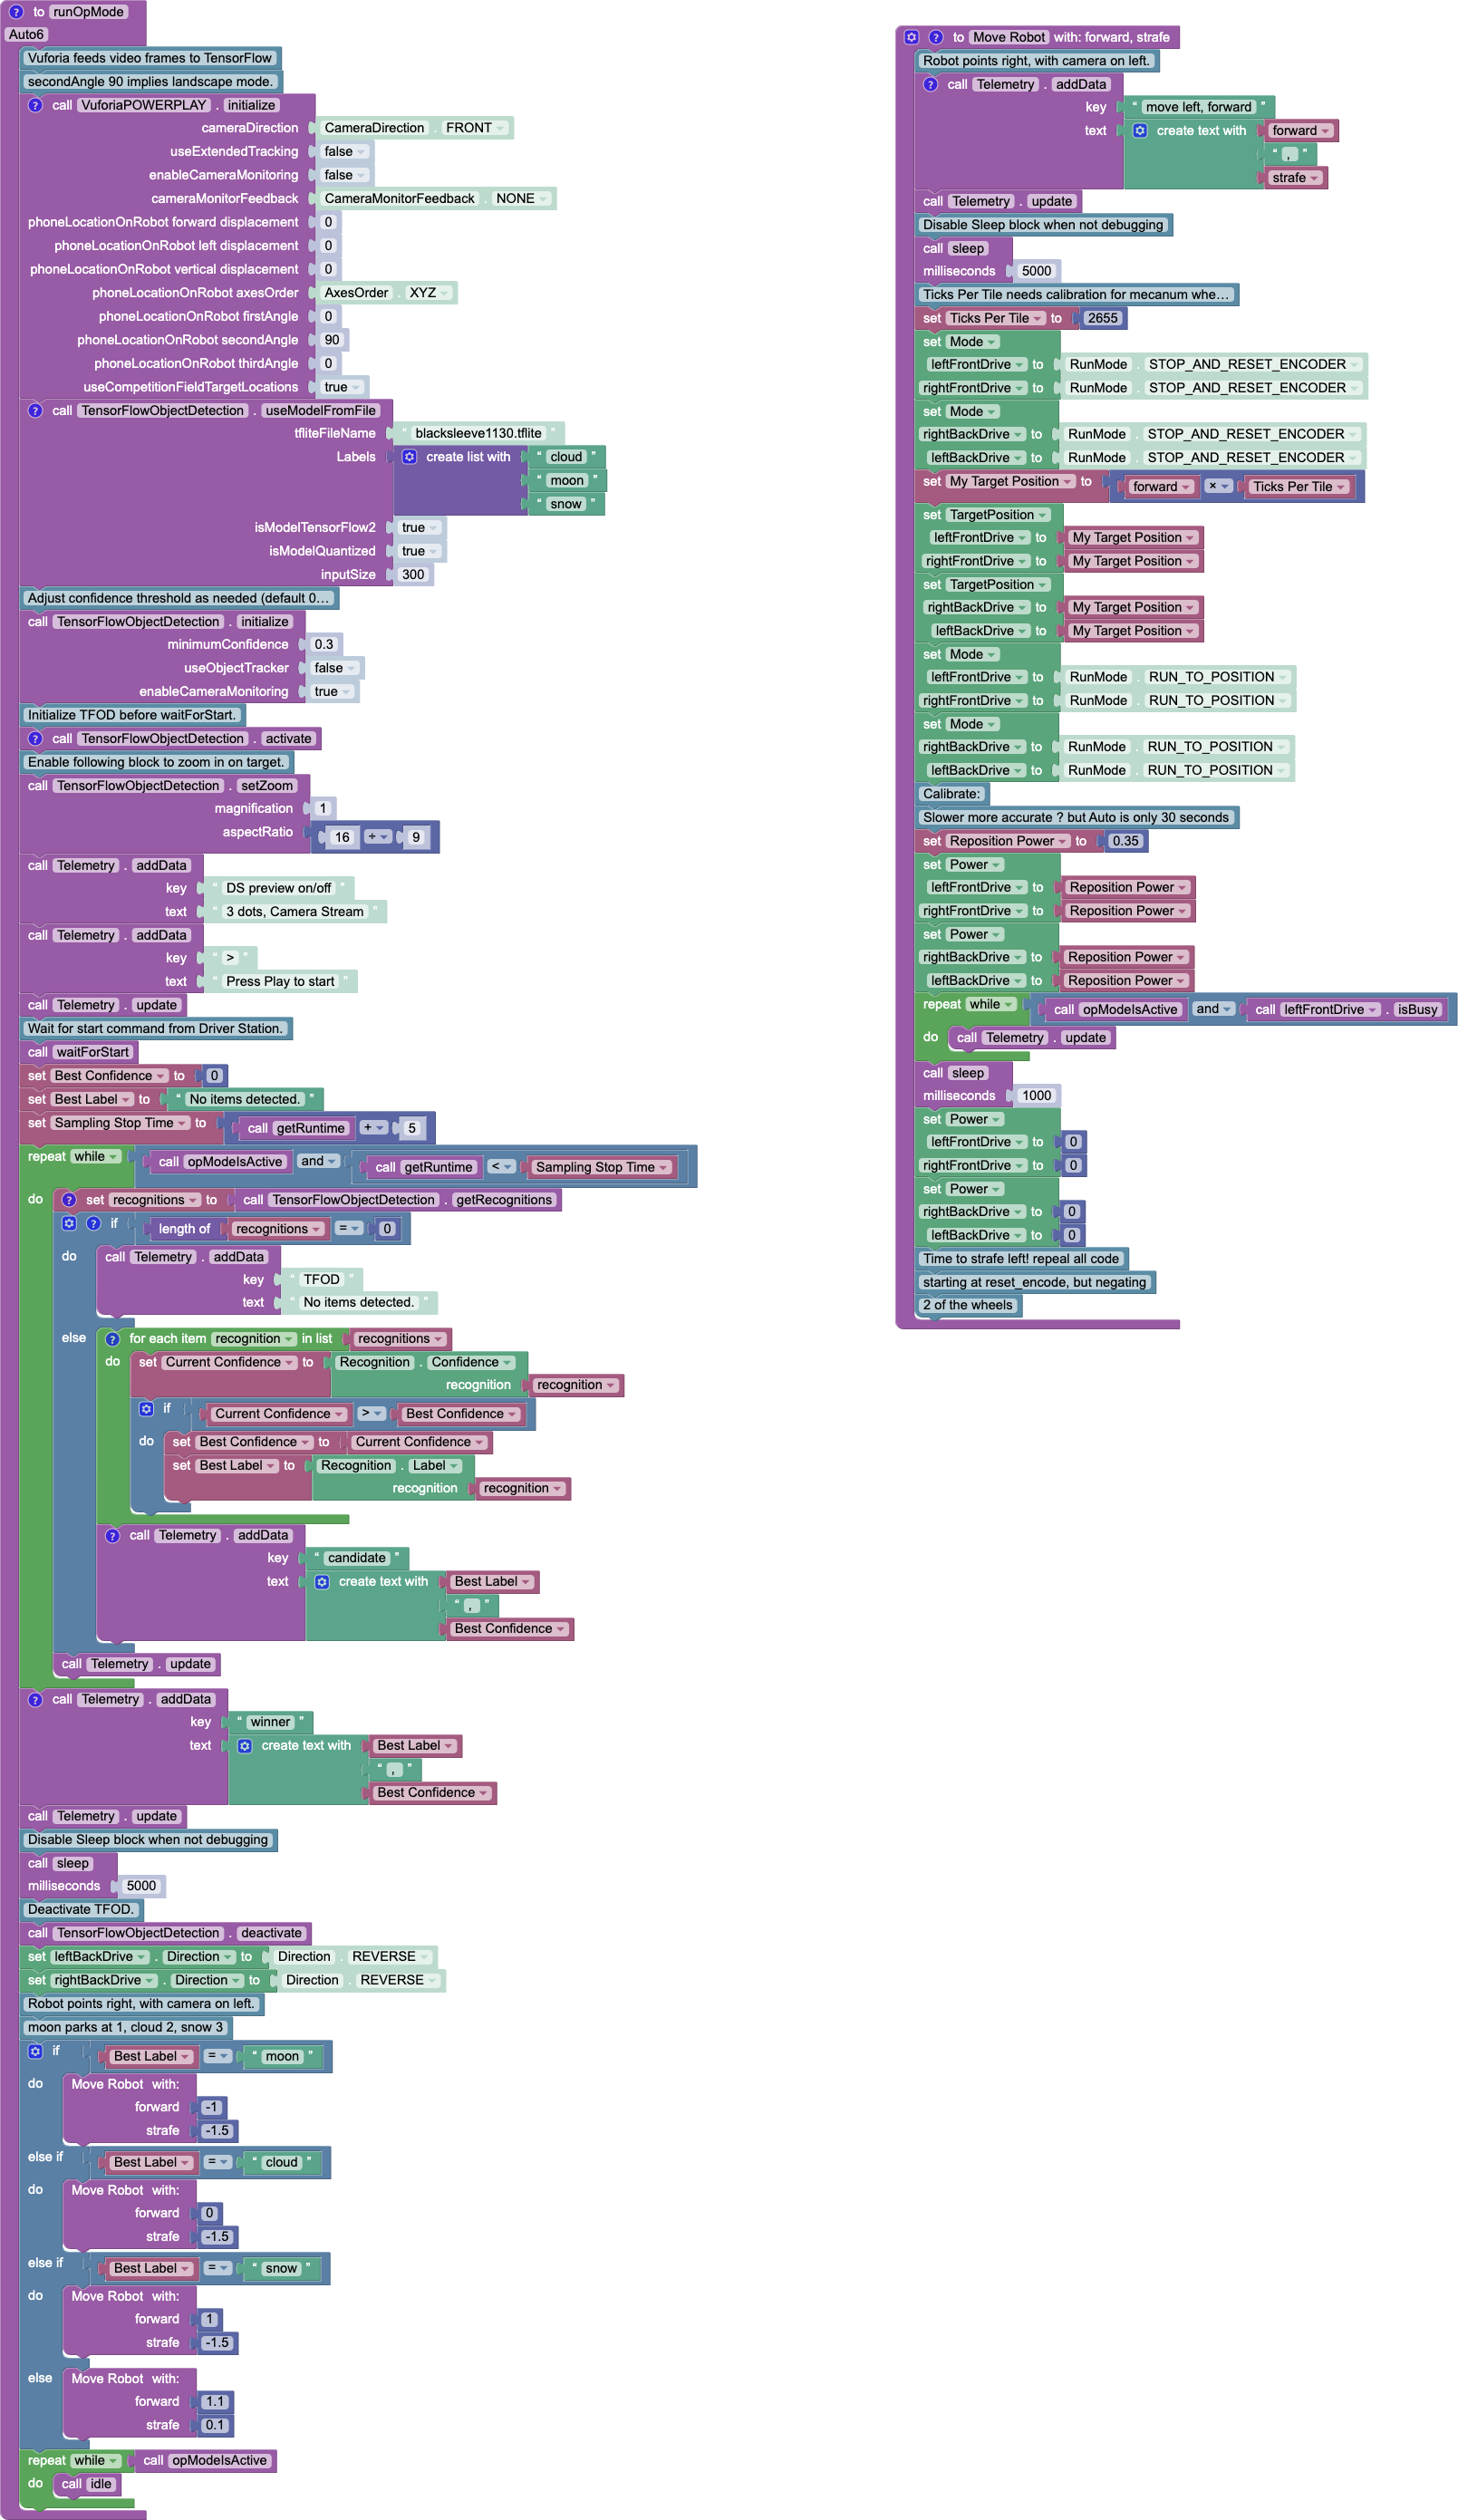 to runOpMode
Auto6
Vuforia feeds video frames to TensorFlow
secondAngle 90 implies landscape mode.
call VuforiaPOWERPLAY . initialize
cameraDirection CameraDirection . FRONT
useExtendedTracking false
enableCameraMonitoring false
cameraMonitorFeedback CameraMonitorFeedback . NONE
phoneLocationOnRobot forward displacement 0
phoneLocationOnRobot left displacement 0
phoneLocationOnRobot vertical displacement 0
phoneLocationOnRobot axesOrder AxesOrder . XYZ
phoneLocationOnRobot firstAngle 0
phoneLocationOnRobot secondAngle 90
phoneLocationOnRobot thirdAngle 0
useCompetitionFieldTargetLocations true
call TensorFlowObjectDetection . useModelFromFile
tfliteFileName “ blacksleeve1130.tflite ”
Labels create list with “ cloud ”
“ moon ”
“ snow ”
isModelTensorFlow2 true
isModelQuantized true
inputSize 300
Adjust confidence threshold as needed (default 0…
call TensorFlowObjectDetection . initialize
minimumConfidence 0.3
useObjectTracker false
enableCameraMonitoring true
Initialize TFOD before waitForStart.
call TensorFlowObjectDetection . activate
Enable following block to zoom in on target.
call TensorFlowObjectDetection . setZoom
magnification 1
aspectRatio 16 ÷ 9
call Telemetry . addData
key “ DS preview on/off ”
text “ 3 dots, Camera Stream ”
call Telemetry . addData
key “ > ”
text “ Press Play to start ”
call Telemetry . update
Wait for start command from Driver Station.
call waitForStart
set Best Confidence to 0
set Best Label to “ No items detected. ”
set Sampling Stop Time to call getRuntime + 5
repeat while call opModeIsActive and call getRuntime < Sampling Stop Time
do set recognitions to call TensorFlowObjectDetection . getRecognitions
if length of recognitions = 0
do call Telemetry . addData
key “ TFOD ”
text “ No items detected. ”
else for each item recognition in list recognitions
do set Current Confidence to Recognition . Confidence
recognition recognition
if Current Confidence > Best Confidence
do set Best Confidence to Current Confidence
set Best Label to Recognition . Label
recognition recognition
call Telemetry . addData
key “ candidate ”
text create text with Best Label
“ , ”
Best Confidence
call Telemetry . update
call Telemetry . addData
key “ winner ”
text create text with Best Label
“ , ”
Best Confidence
call Telemetry . update
Disable Sleep block when not debugging
call sleep
milliseconds 5000
Deactivate TFOD.
call TensorFlowObjectDetection . deactivate
set leftBackDrive . Direction to Direction . REVERSE
set rightBackDrive . Direction to Direction . REVERSE
Robot points right, with camera on left.
moon parks at 1, cloud 2, snow 3
if Best Label = “ moon ”
do Move Robot with:
forward -1
strafe -1.5
else if Best Label = “ cloud ”
do Move Robot with:
forward 0
strafe -1.5
else if Best Label = “ snow ”
do Move Robot with:
forward 1
strafe -1.5
else Move Robot with:
forward 1.1
strafe 0.1
repeat while call opModeIsActive
do call idle
to Move Robot with: forward, strafe
Robot points right, with camera on left.
call Telemetry . addData
key “ move left, forward ”
text create text with forward
“ , ”
strafe
call Telemetry . update
Disable Sleep block when not debugging
call sleep
milliseconds 5000
Ticks Per Tile needs calibration for mecanum whe…
set Ticks Per Tile to 2655
set Mode
leftFrontDrive to RunMode . STOP_AND_RESET_ENCODER
rightFrontDrive to RunMode . STOP_AND_RESET_ENCODER
set Mode
rightBackDrive to RunMode . STOP_AND_RESET_ENCODER
leftBackDrive to RunMode . STOP_AND_RESET_ENCODER
set My Target Position to forward × Ticks Per Tile
set TargetPosition
leftFrontDrive to My Target Position
rightFrontDrive to My Target Position
set TargetPosition
rightBackDrive to My Target Position
leftBackDrive to My Target Position
set Mode
leftFrontDrive to RunMode . RUN_TO_POSITION
rightFrontDrive to RunMode . RUN_TO_POSITION
set Mode
rightBackDrive to RunMode . RUN_TO_POSITION
leftBackDrive to RunMode . RUN_TO_POSITION
Calibrate:
Slower more accurate ? but Auto is only 30 seconds
set Reposition Power to 0.35
set Power
leftFrontDrive to Reposition Power
rightFrontDrive to Reposition Power
set Power
rightBackDrive to Reposition Power
leftBackDrive to Reposition Power
repeat while call opModeIsActive and call leftFrontDrive . isBusy
do call Telemetry . update
call sleep
milliseconds 1000
set Power
leftFrontDrive to 0
rightFrontDrive to 0
set Power
rightBackDrive to 0
leftBackDrive to 0
Time to strafe left! repeal all code
starting at reset_encode, but negating
2 of the wheels